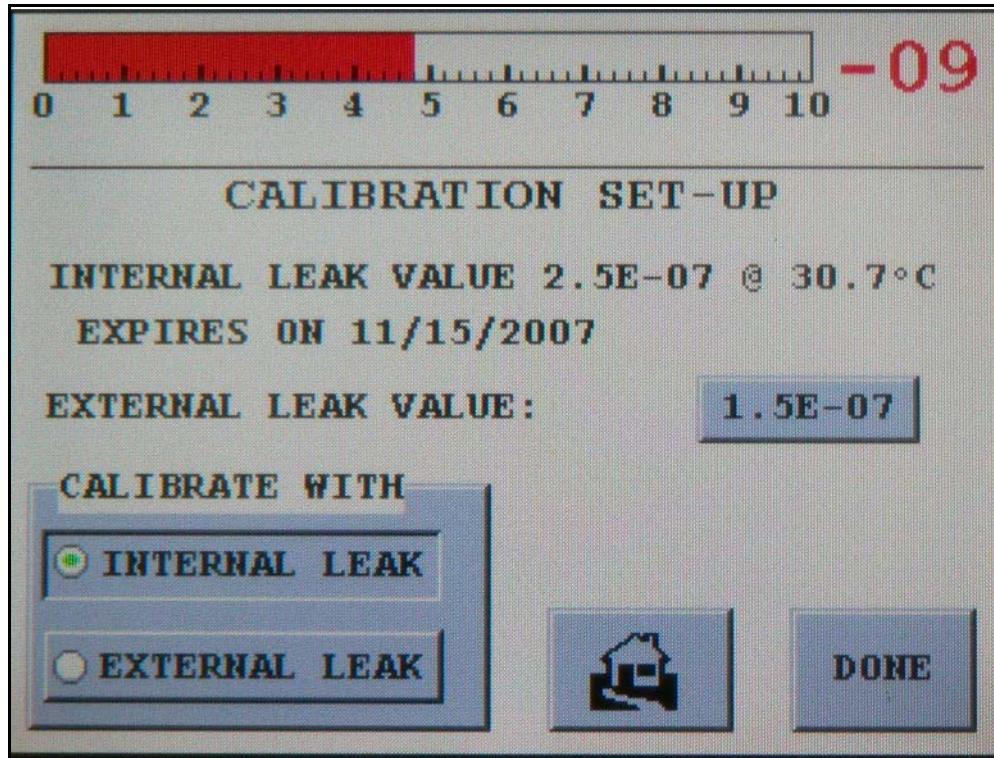 -09
0 1 2 3 4 5 6 7 8 9 10
CALIBRATION SET-UP
INTERNAL LEAK VALUE 2.5E-07 @ 30.7°C
EXPIRES ON 11/15/2007
EXTERNAL LEAK VALUE: 1.5E-07
CALIBRATE WITH
INTERNAL LEAK
EXTERNAL LEAK
DONE